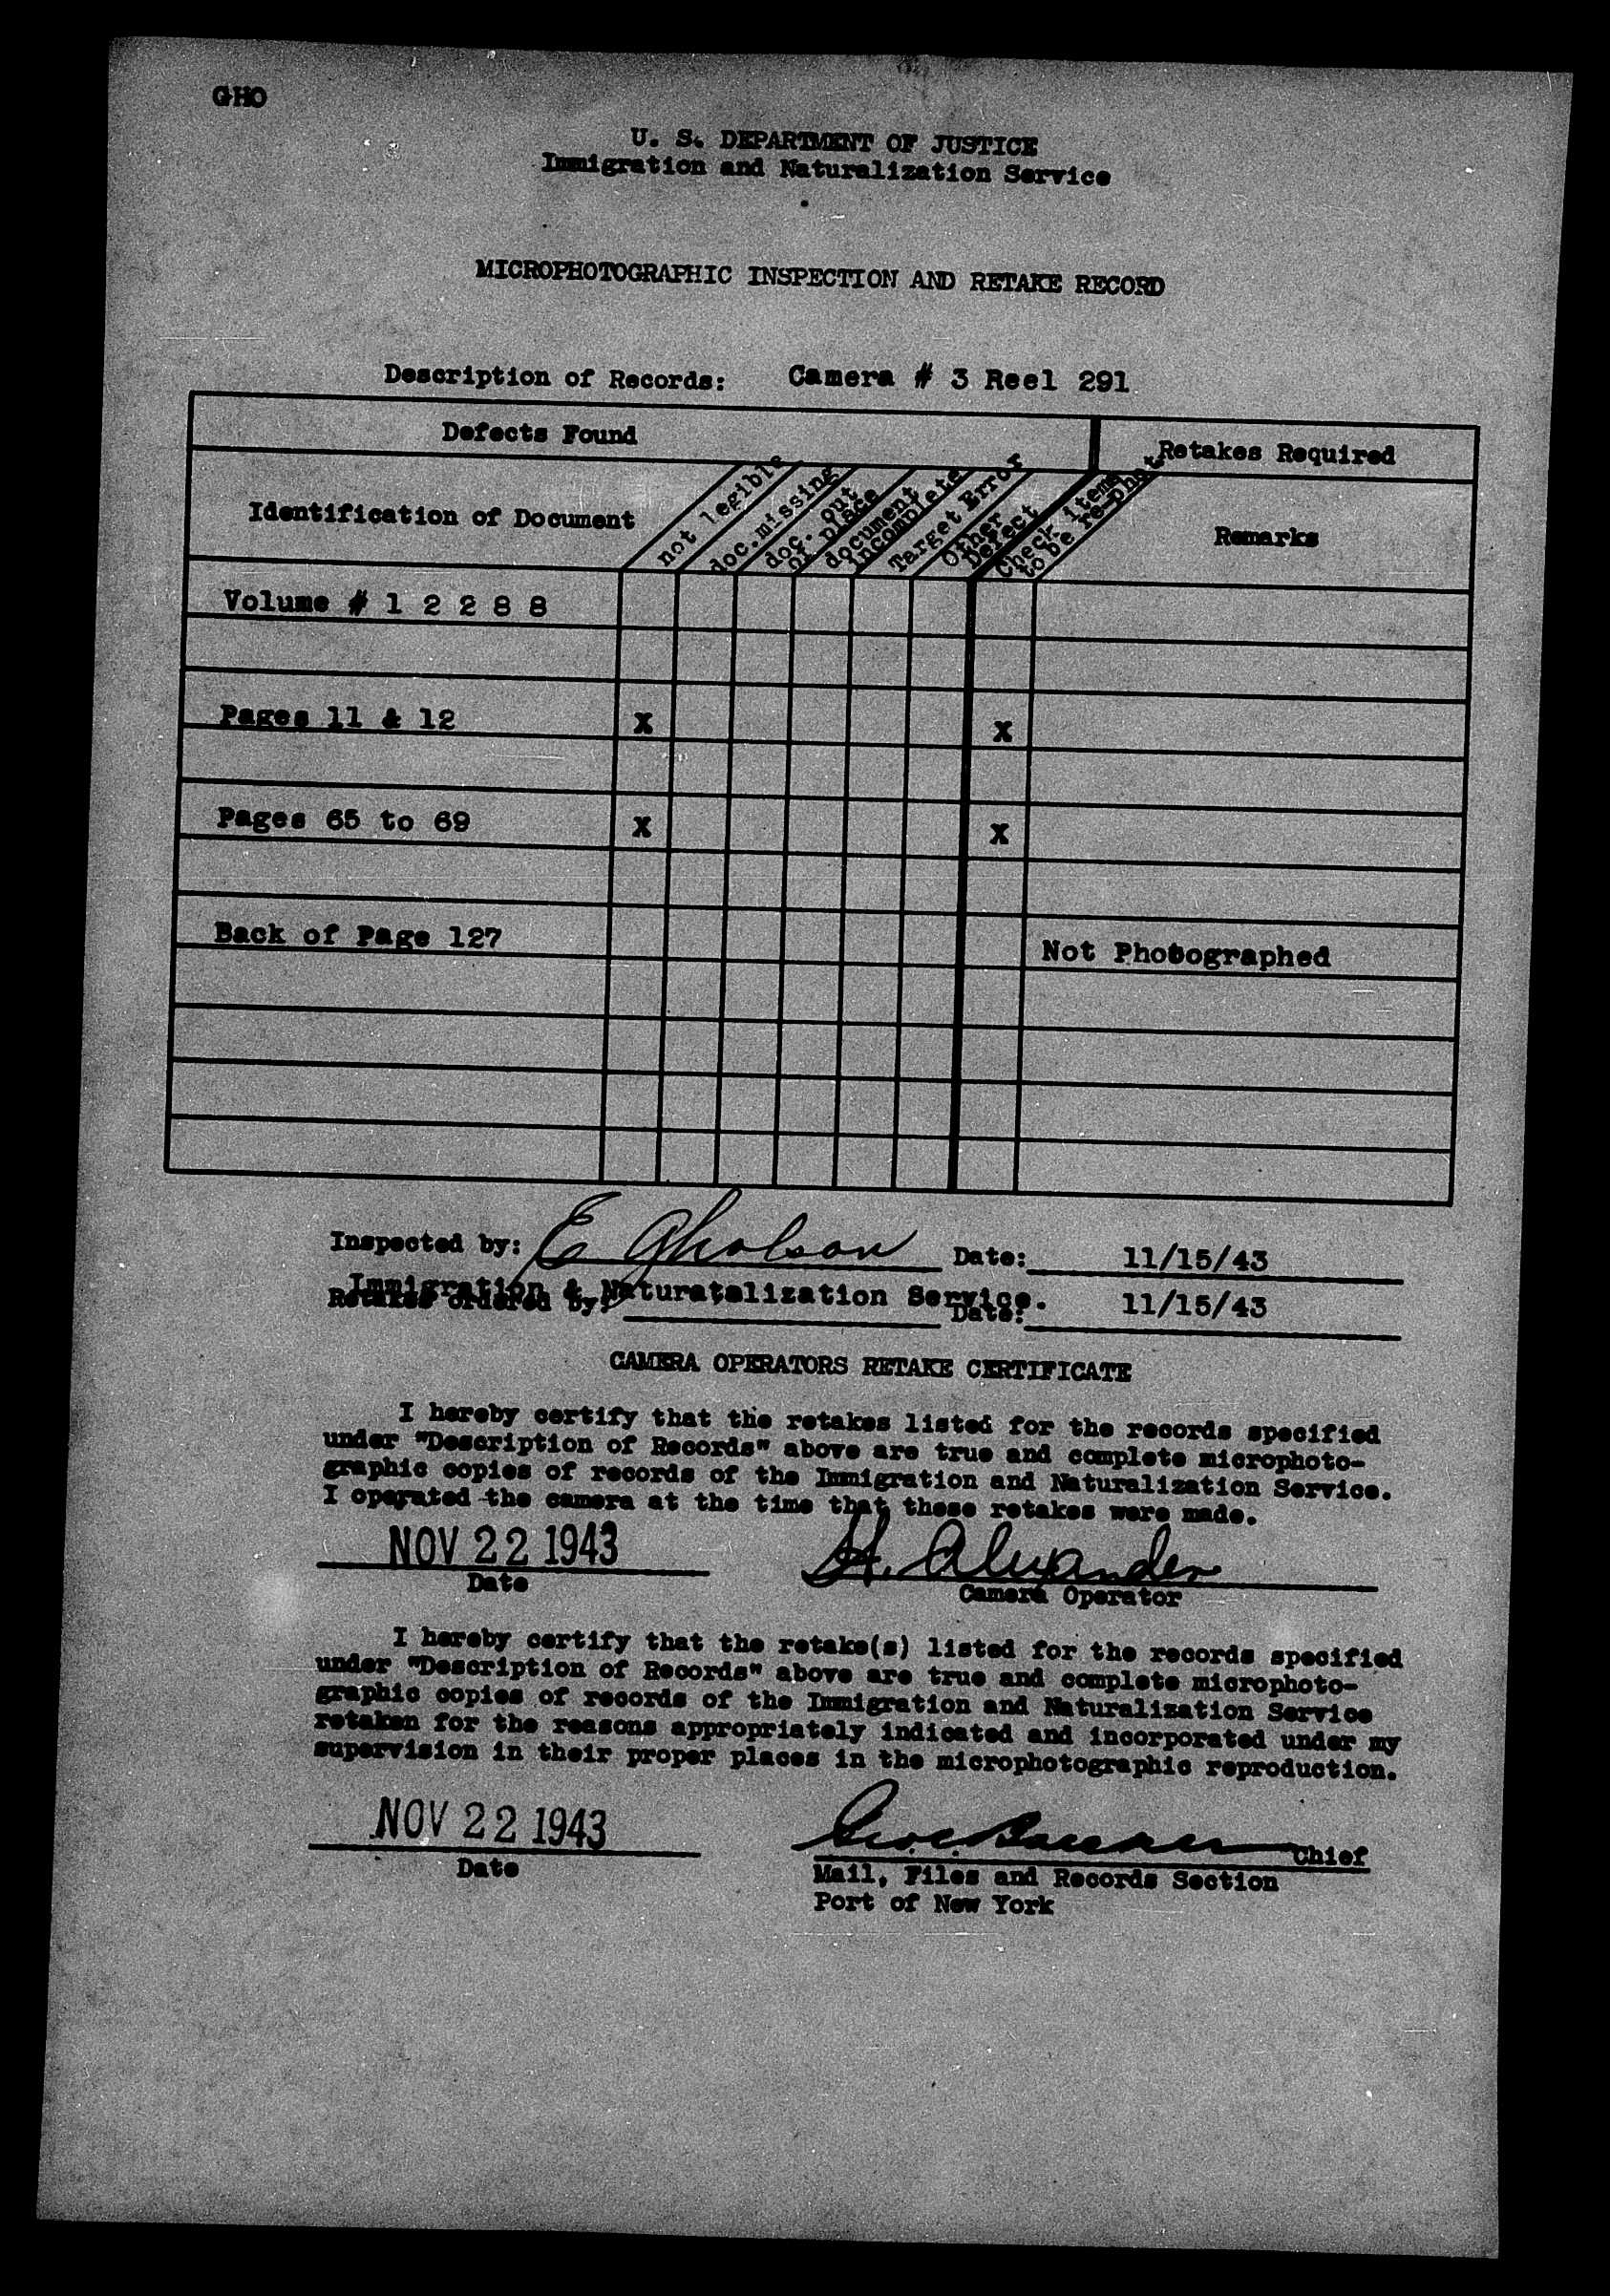 GHO
U. S. DEPARTMENT OF JUSTICE
Immigration and Naturalization Service
MICROPHOTOGRAPHIC INSPECTION AND RETAKE RECORD
Description of Records: Camera # 3 Reel 291
Defects Found
Retakes Required
Identification of Document
not legible
doc.missing
doc. out
of place
document
incomplete
Target Error
Other
Defect
Check items
to be re-phot
Remarks
Volume # 1 2 2 8 8
Pages 11 & 12 X X
Pages 65 to 69 X X
Back of Page 127 Not Photographed
Inspected by: E Gholson Date: 11/15/43
Immigration & Naturatalization Service.
Retakes ordered by: Date: 11/15/43
CAMERA OPERATORS RETAKE CERTIFICATE
I hereby certify that the retakes listed for the records specified
under "Description of Records" above are true and complete microphoto-
graphic copies of records of the Immigration and Naturalization Service.
I operated the camera at the time that these retakes were made.
NOV 22 1943 H. Alexander
Date Camera Operator
I hereby certify that the retake(s) listed for the records specified
under "Description of Records" above are true and complete microphoto-
graphic copies of records of the Immigration and Naturalization Service
retaken for the reasons appropriately indicated and incorporated under my
supervision in their proper places in the microphotographic reproduction.
NOV 22 1943 Chief
Date
Mail, Files and Records Section
Port of New York